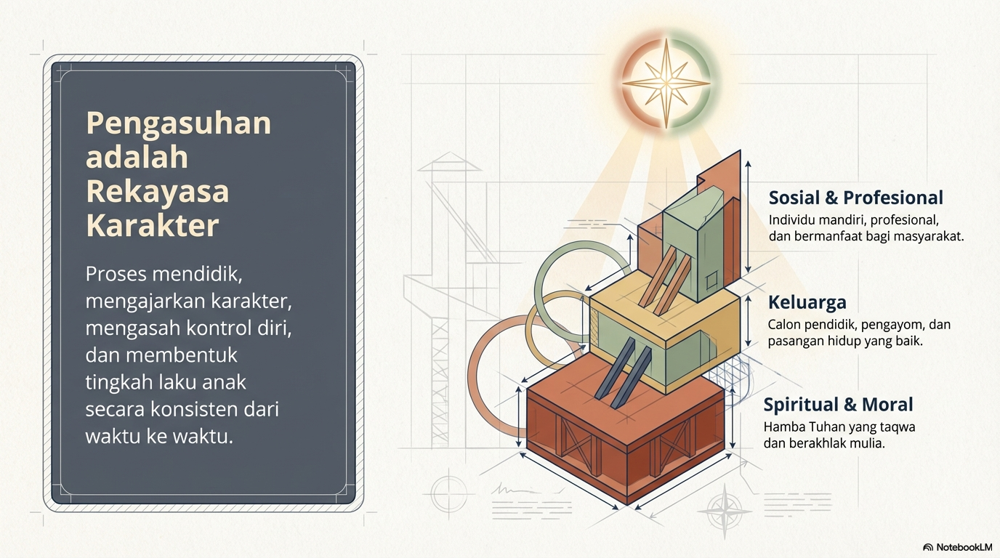 Pengasuhan
adalah
Rekayasa
Karakter
Proses mendidik,
mengajarkan karakter,
mengasah kontrol diri,
dan membentuk
tingkah laku anak
secara konsisten dari
waktu ke waktu.
Sosial & Profesional
Individu mandiri, profesional,
dan bermanfaat bagi masyarakat.
Keluarga
Calon pendidik, pengayom, dan
pasangan hidup yang baik.
Spiritual & Moral
Hamba Tuhan yang taqwa
dan berakhlak mulia.
NotebookLM